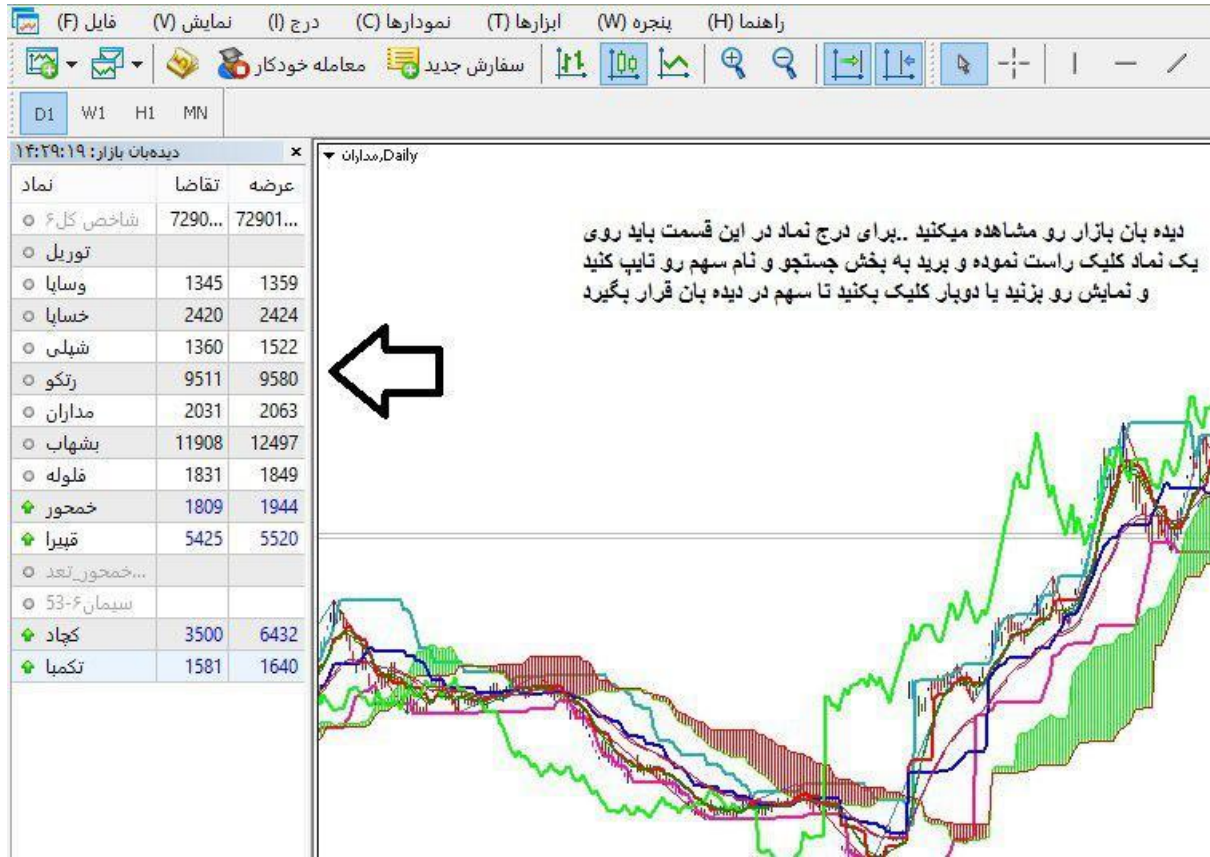 فایل (F) نمایش (V) درج (I) نمودارها (C) ابزارها (T) پنجره (W) راهنما (H)
معامله خودکار سفارش جدید
D1 W1 H1 MN
دیدهبان بازار: ۱۴:۲۹:۱۹
مداران,Daily
نماد تقاضا عرضه
شاخص کل۶ 7290... 72901...
توریل
وساپا 1345 1359
خساپا 2420 2424
شپلی 1360 1522
رتکو 9511 9580
مداران 2031 2063
بشهاب 11908 12497
فلوله 1831 1849
خمحور 1809 1944
قپیرا 5425 5520
خمحور_تعد...
سیمان۶-53
کچاد 3500 6432
تکمبا 1581 1640
دیده بان بازار رو مشاهده میکنید ..برای درج نماد در این قسمت باید روی
یک نماد کلیک راست نموده و برید به بخش جستجو و نام سهم رو تایپ کنید
و نمایش رو بزنید یا دوبار کلیک بکنید تا سهم در دیده بان قرار بگیرد